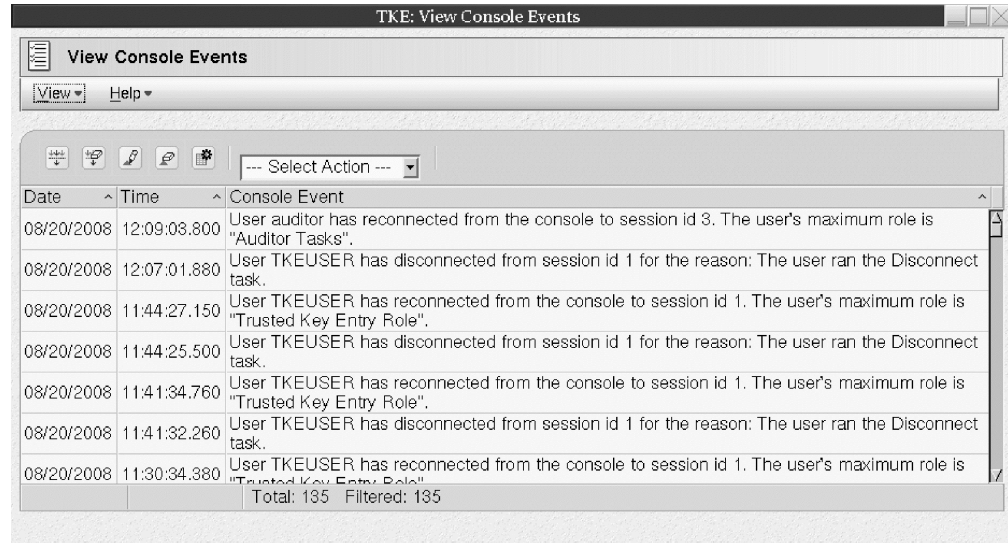 TKE: View Console Events
View Console Events
View Help
--- Select Action ---
Date Time Console Event
08/20/2008 12:09:03.800 User auditor has reconnected from the console to session id 3. The user's maximum role is
"Auditor Tasks".
08/20/2008 12:07:01.880 User TKEUSER has disconnected from session id 1 for the reason: The user ran the Disconnect
task.
08/20/2008 11:44:27.150 User TKEUSER has reconnected from the console to session id 1. The user's maximum role is
"Trusted Key Entry Role".
08/20/2008 11:44:25.500 User TKEUSER has disconnected from session id 1 for the reason: The user ran the Disconnect
task.
08/20/2008 11:41:34.760 User TKEUSER has reconnected from the console to session id 1. The user's maximum role is
"Trusted Key Entry Role".
08/20/2008 11:41:32.260 User TKEUSER has disconnected from session id 1 for the reason: The user ran the Disconnect
task.
08/20/2008 11:30:34.380 User TKEUSER has reconnected from the console to session id 1. The user's maximum role is
"Trusted Key Entry Role"
Total: 135 Filtered: 135